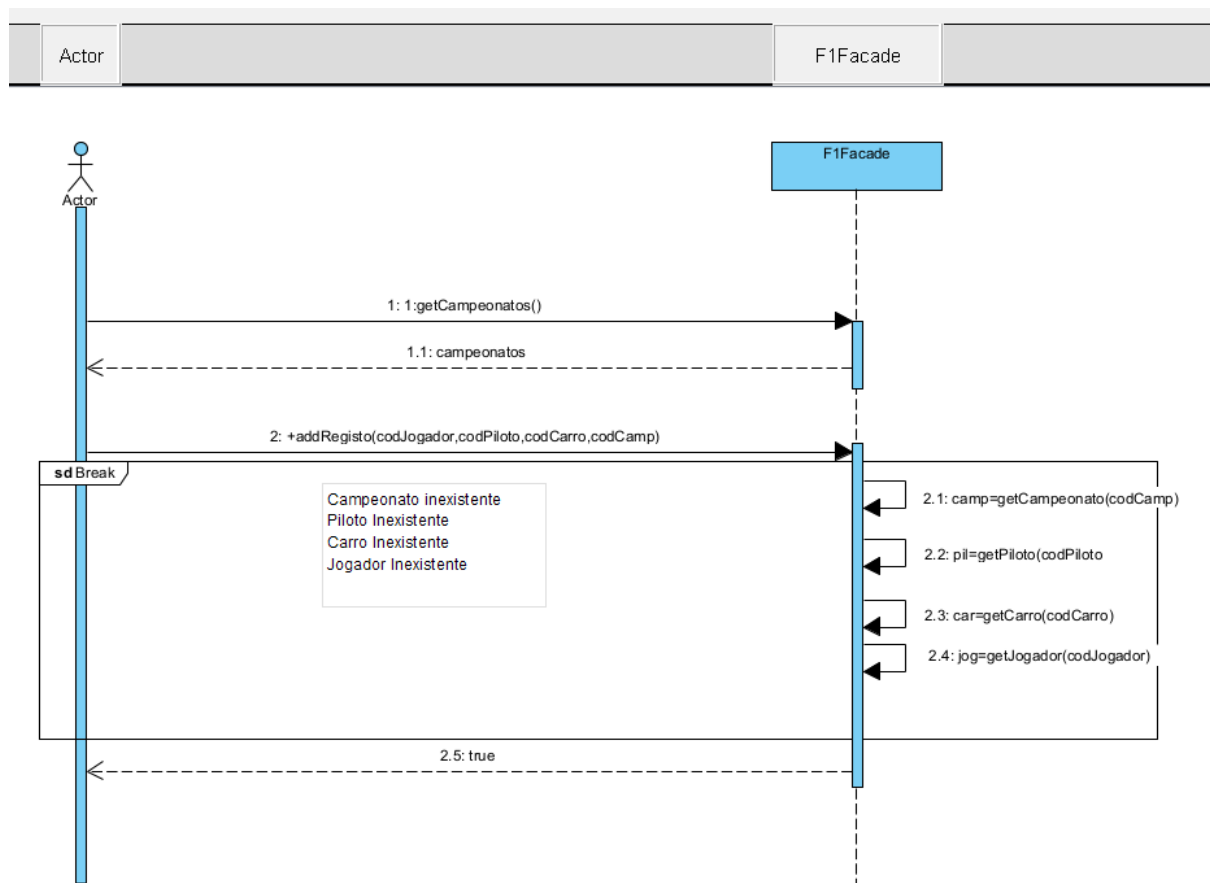 Actor
F1Facade
F1Facade
Actor
1: 1:getCampeonatos()
1.1: campeonatos
2: +addRegisto(codJogador,codPiloto,codCarro,codCamp)
sd Break
Campeonato inexistente
Piloto Inexistente
Carro Inexistente
Jogador Inexistente
2.1: camp=getCampeonato(codCamp)
2.2: pil=getPiloto(codPiloto
2.3: car=getCarro(codCarro)
2.4: jog=getJogador(codJogador)
2.5: true